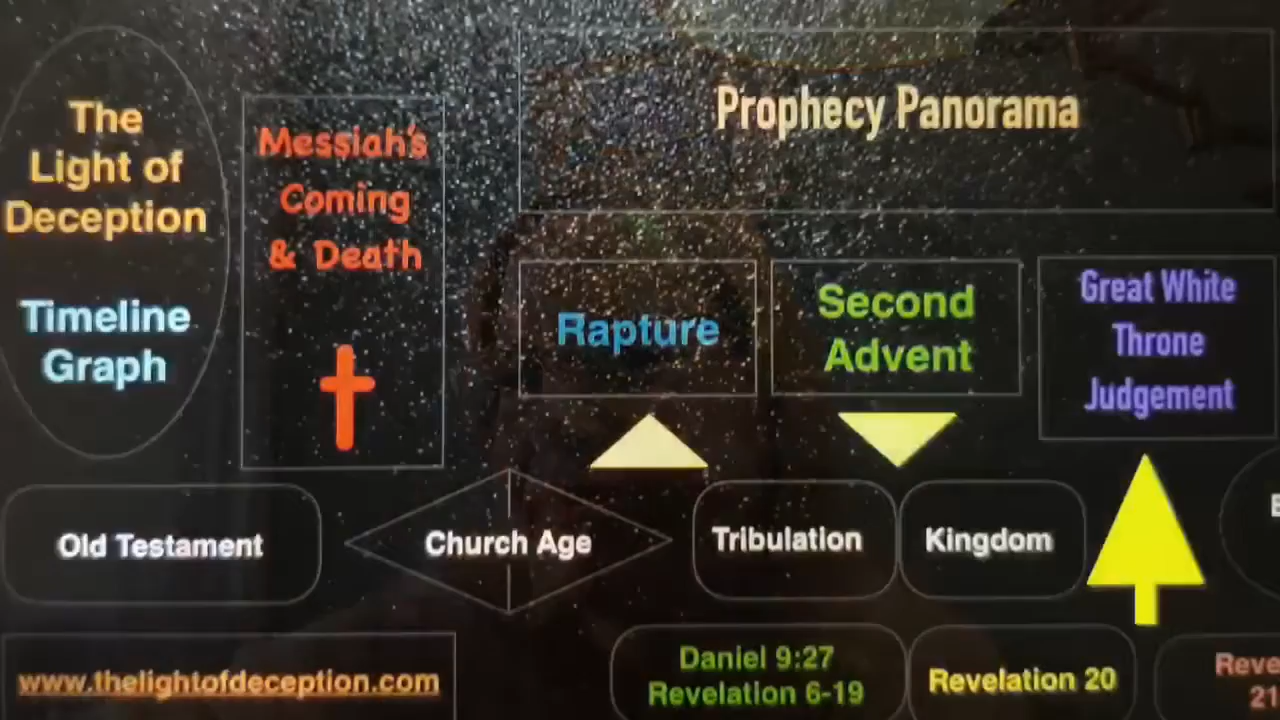 The
Light of
Deception
Timeline
Graph
Messiah's
Coming
& Death
Prophecy Panorama
Rapture
Second
Advent
Great White
Throne
Judgement
Old Testament
Church Age
Tribulation
Kingdom
www.thelightofdeception.com
Daniel 9:27
Revelation 6-19
Revelation 20
21